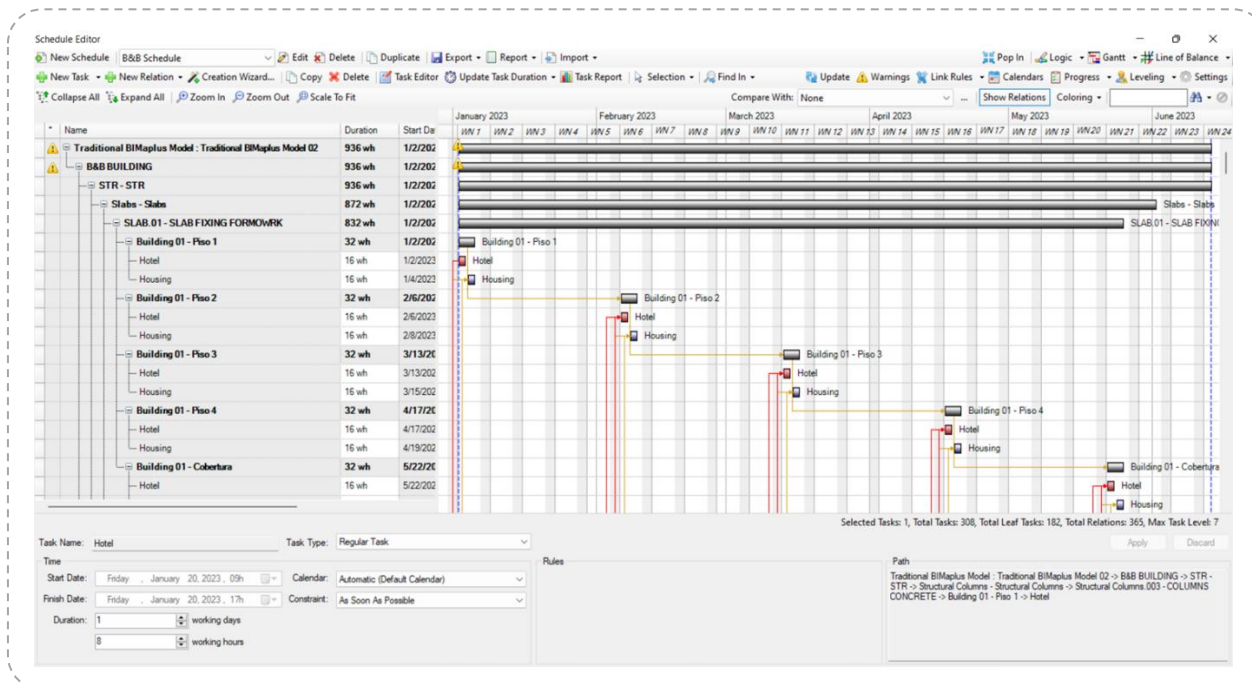 Schedule Editor
New Schedule B&B Schedule Edit Delete Duplicate Export Report Import Pop In Logic Gantt Line of Balance
New Task New Relation Creation Wizard... Copy Delete Task Editor Update Task Duration Task Report Selection Find In Update Warnings Link Rules Calendars Progress Leveling Settings
Collapse All Expand All Zoom In Zoom Out Scale To Fit Compare With: None ... Show Relations Coloring
January 2023 February 2023 March 2023 April 2023 May 2023 June 2023
* Name Duration Start Da WN 1 WN 2 WN 3 WN 4 WN 5 WN 6 WN 7 WN 8 WN 9 WN 10 WN 11 WN 12 WN 13 WN 14 WN 15 WN 16 WN 17 WN 18 WN 19 WN 20 WN 21 WN 22 WN 23 WN 24
Traditional BIMaplus Model : Traditional BIMaplus Model 02 936 wh 1/2/202
B&B BUILDING 936 wh 1/2/202
STR - STR 936 wh 1/2/202
Slabs - Slabs 872 wh 1/2/202 Slabs - Slabs
SLAB.01 - SLAB FIXING FORMOWRK 832 wh 1/2/202 SLAB.01 - SLAB FIXING
Building 01 - Piso 1 32 wh 1/2/202 Building 01 - Piso 1
Hotel 16 wh 1/2/2023 Hotel
Housing 16 wh 1/4/2023 Housing
Building 01 - Piso 2 32 wh 2/6/202 Building 01 - Piso 2
Hotel 16 wh 2/6/2023 Hotel
Housing 16 wh 2/8/2023 Housing
Building 01 - Piso 3 32 wh 3/13/20 Building 01 - Piso 3
Hotel 16 wh 3/13/202 Hotel
Housing 16 wh 3/15/202 Housing
Building 01 - Piso 4 32 wh 4/17/20 Building 01 - Piso 4
Hotel 16 wh 4/17/202 Hotel
Housing 16 wh 4/19/202 Housing
Building 01 - Cobertura 32 wh 5/22/20 Building 01 - Cobertura
Hotel 16 wh 5/22/202 Hotel
Housing
Selected Tasks: 1, Total Tasks: 308, Total Leaf Tasks: 182, Total Relations: 365, Max Task Level: 7
Task Name: Hotel Task Type: Regular Task Apply Discard
Time Rules Path
Start Date: Friday , January 20, 2023 , 09h Calendar: Automatic (Default Calendar)
Finish Date: Friday , January 20, 2023 , 17h Constraint: As Soon As Possible
Duration: 1 working days
8 working hours
Traditional BIMaplus Model : Traditional BIMaplus Model 02 -> B&B BUILDING -> STR -
STR -> Structural Columns - Structural Columns -> Structural Columns.003 - COLUMNS
CONCRETE -> Building 01 - Piso 1 -> Hotel